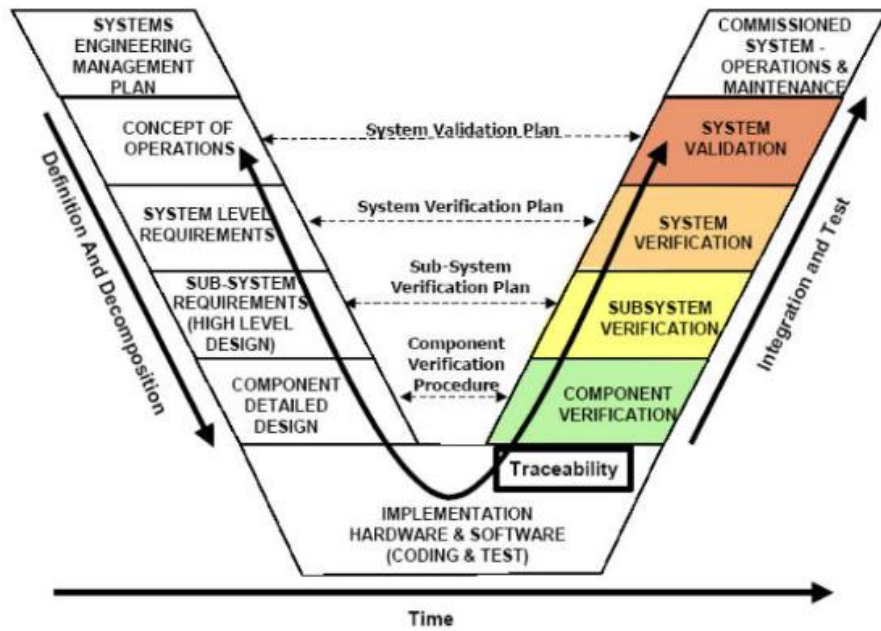 SYSTEMS
ENGINEERING
MANAGEMENT
PLAN
COMMISSIONED
SYSTEM -
OPERATIONS &
MAINTENANCE
CONCEPT OF
OPERATIONS
System Validation Plan
SYSTEM
VALIDATION
SYSTEM LEVEL
REQUIREMENTS
System Verification Plan
SYSTEM
VERIFICATION
SUB-SYSTEM
REQUIREMENTS
(HIGH LEVEL
DESIGN)
Sub-System
Verification Plan
SUBSYSTEM
VERIFICATION
COMPONENT
DETAILED
DESIGN
Component
Verification
Procedure
COMPONENT
VERIFICATION
Definition And Decomposition
Integration and Test
Traceability
IMPLEMENTATION
HARDWARE & SOFTWARE
(CODING & TEST)
Time